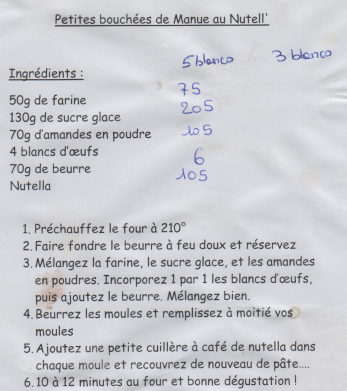 Petites bouchées de Manue au Nutell'
5 blancs 3 blancs
Ingrédients :
50g de farine 75
130g de sucre glace 205
70g d'amandes en poudre 105
4 blancs d'œufs 6
70g de beurre 105
Nutella
1. Préchauffez le four à 210°
2. Faire fondre le beurre à feu doux et réservez
3. Mélangez la farine, le sucre glace, et les amandes
en poudres. Incorporez 1 par 1 les blancs d'œufs,
puis ajoutez le beurre. Mélangez bien.
4. Beurrez les moules et remplissez à moitié vos
moules
5. Ajoutez une petite cuillère à café de nutella dans
chaque moule et recouvrez de nouveau de pâte....
6. 10 à 12 minutes au four et bonne dégustation !